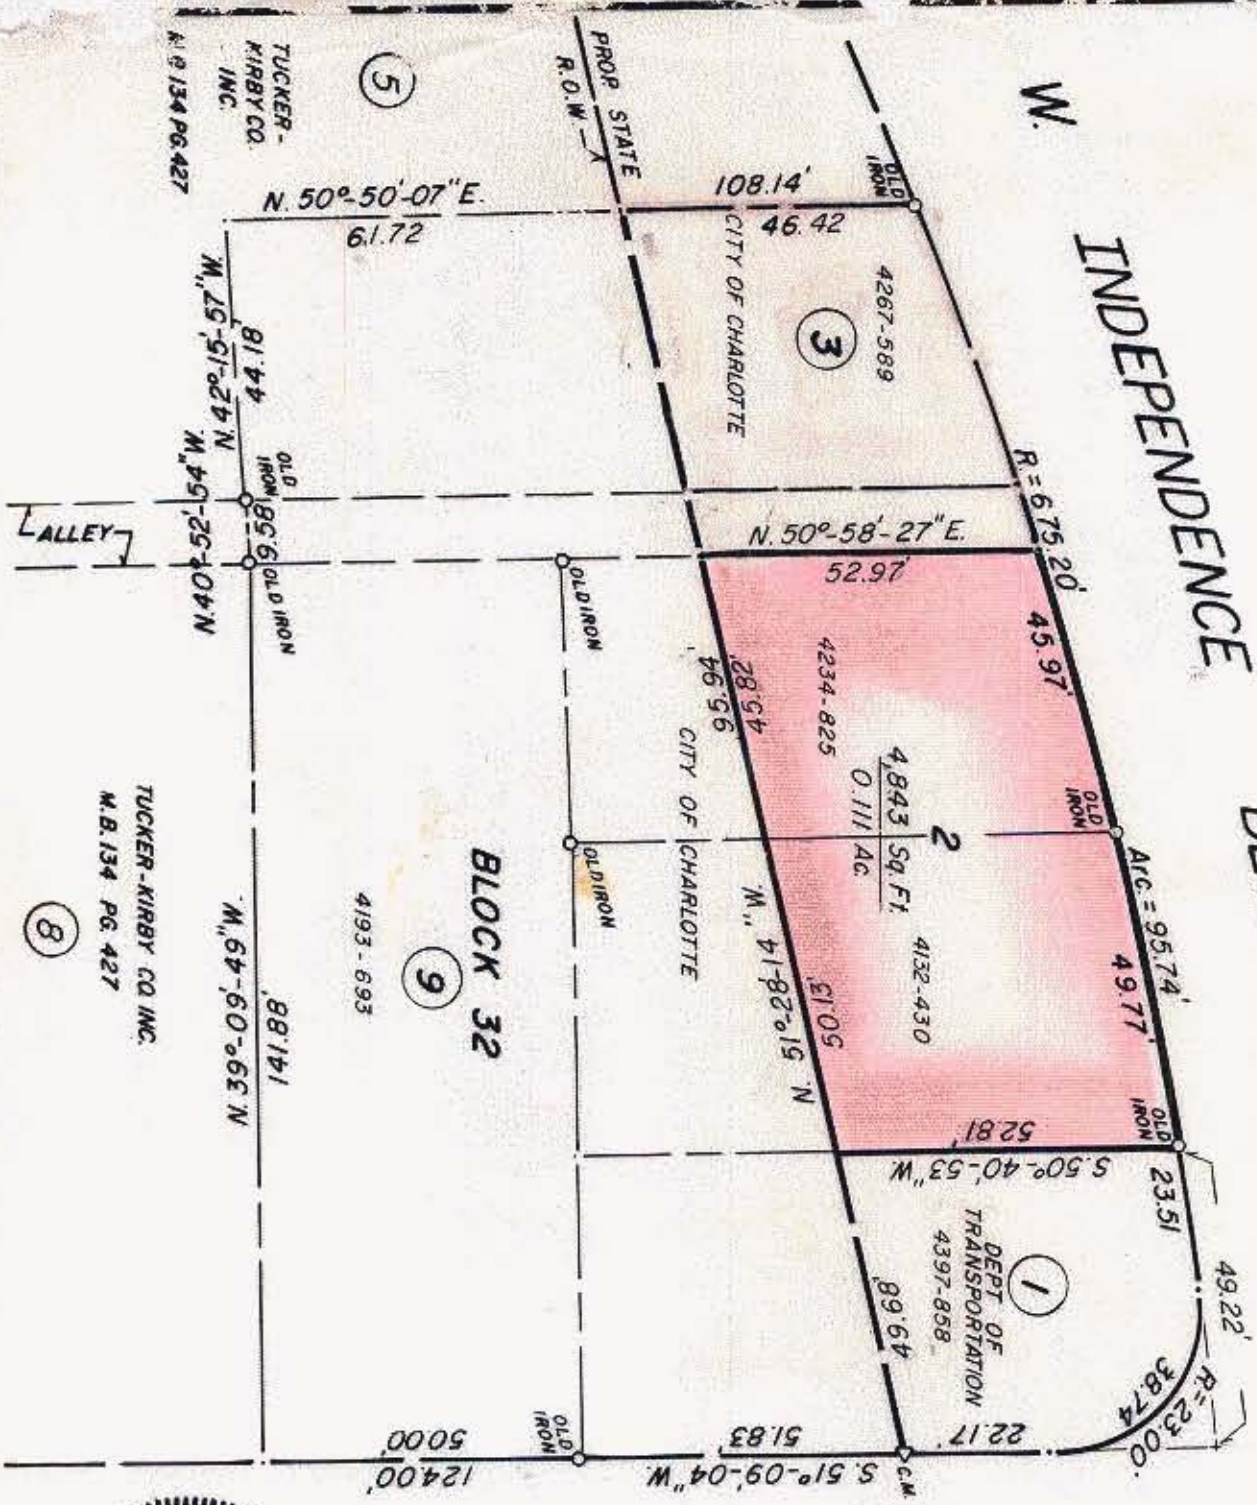 W. INDEPENDENCE
PROP STATE
R.O.W.
5
TUCKER-
KIRBY CO.
INC.
134 PG. 427
N. 50°-50'-07" E.
61.72
108.14'
46.42
OLD
IRON
CITY OF CHARLOTTE
3
4267-589
N. 42°-15'-57" W.
44.18'
OLD
IRON
9.58'
OLD IRON
N. 40°-52'-54" W.
ALLEY
R. = 675.20'
Arc. = 95.74'
N. 50°-58'-27" E.
52.97'
45.97'
OLD
IRON
49.77'
OLD
IRON
4234-825
2
4,843 Sq. Ft.
0.111 Ac.
4132-430
45.82'
95.94'
50.13'
N. 51°-28'-14" W.
52.81'
S. 50°-40'-53" W.
CITY OF CHARLOTTE
OLD IRON
OLD IRON
BLOCK 32
9
4193-693
N. 39°-09'-49" W.
141.88'
TUCKER-KIRBY CO. INC.
M.B. 134 PG. 427
8
23.51
49.22'
R = 23.00'
38.74
1
DEPT OF
TRANSPORTATION
4397-858
49.68'
22.17'
C.M.
S. 51°-09'-04" W.
51.83'
OLD
IRON
50.00'
124.00'